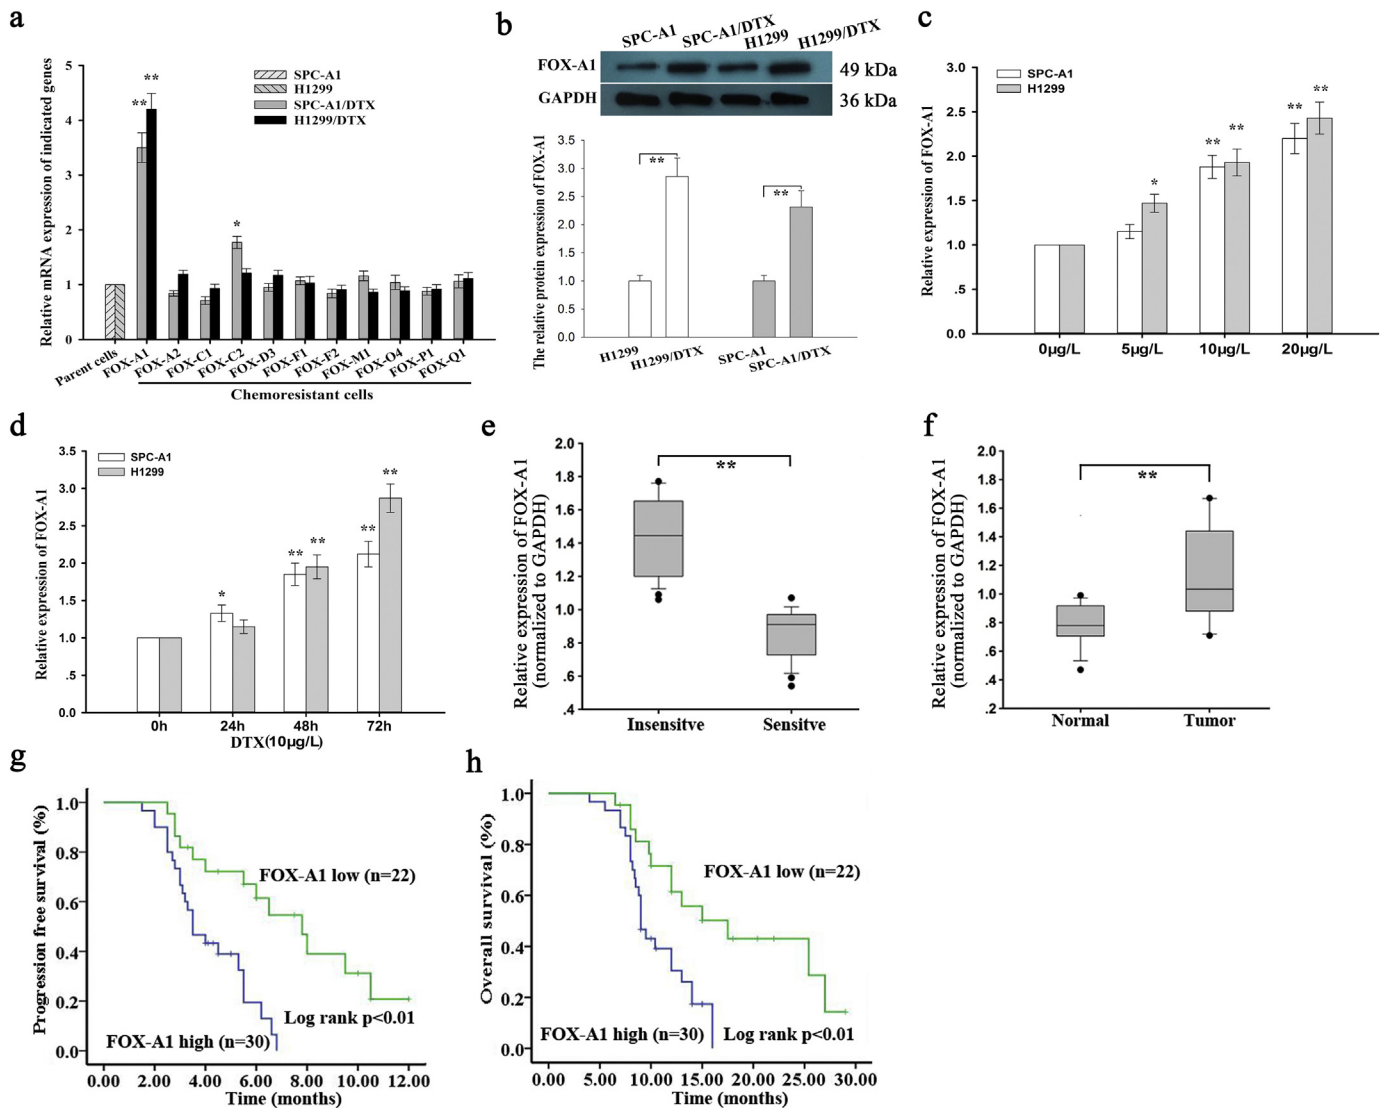 a
Relative mRNA expression of indicated genes
5
4
3
2
1
0
SPC-A1
H1299
SPC-A1/DTX
H1299/DTX
**
**
*
Parent cells
FOX-A1
FOX-A2
FOX-C1
FOX-C2
FOX-D3
FOX-F1
FOX-F2
FOX-M1
FOX-O4
FOX-P1
FOX-Q1
Chemoresistant cells
b
SPC-A1
SPC-A1/DTX
H1299
H1299/DTX
FOX-A1
49 kDa
GAPDH
36 kDa
The relative protein expression of FOX-A1
3.5
3.0
2.5
2.0
1.5
1.0
0.5
0.0
**
**
H1299
H1299/DTX
SPC-A1
SPC-A1/DTX
c
Relative expression of FOX-A1
3.0
2.5
2.0
1.5
1.0
.5
0.0
SPC-A1
H1299
*
**
**
**
**
0µg/L
5µg/L
10µg/L
20µg/L
d
Relative expression of FOX-A1
3.5
3.0
2.5
2.0
1.5
1.0
.5
0.0
SPC-A1
H1299
*
**
**
**
**
0h
24h
48h
72h
DTX(10µg/L)
e
Relative expression of FOX-A1
(normalized to GAPDH)
2.0
1.8
1.6
1.4
1.2
1.0
.8
.6
.4
**
Insensitve
Sensitve
f
Relative expression of FOX-A1
(normalized to GAPDH)
2.0
1.8
1.6
1.4
1.2
1.0
.8
.6
.4
.2
**
Normal
Tumor
g
Progression free survival (%)
1.0
0.8
0.6
0.4
0.2
0.0
FOX-A1 low (n=22)
Log rank p<0.01
FOX-A1 high (n=30)
0.00
2.00
4.00
6.00
8.00
10.00
12.00
Time (months)
h
Overall survival (%)
1.0
0.8
0.6
0.4
0.2
0.0
FOX-A1 low (n=22)
FOX-A1 high (n=30)
Log rank p<0.01
0.00
5.00
10.00
15.00
20.00
25.00
30.00
Time (months)